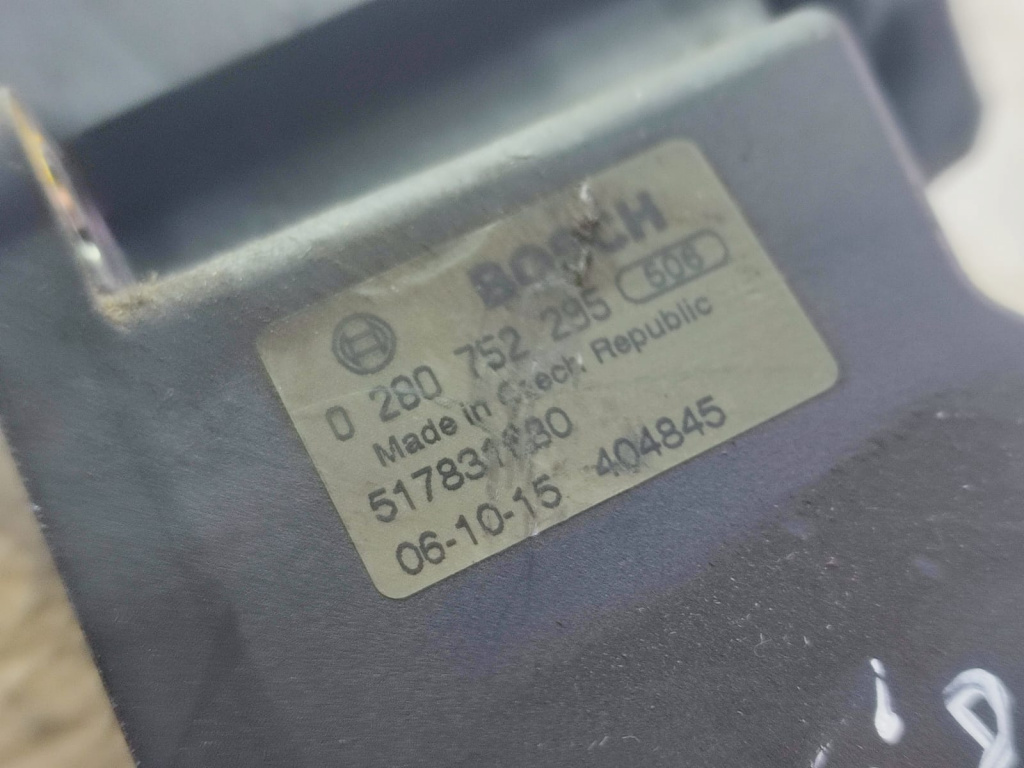 BOSCH
0 280 752 295 506
Made in Czech Republic
06-10-15 404845